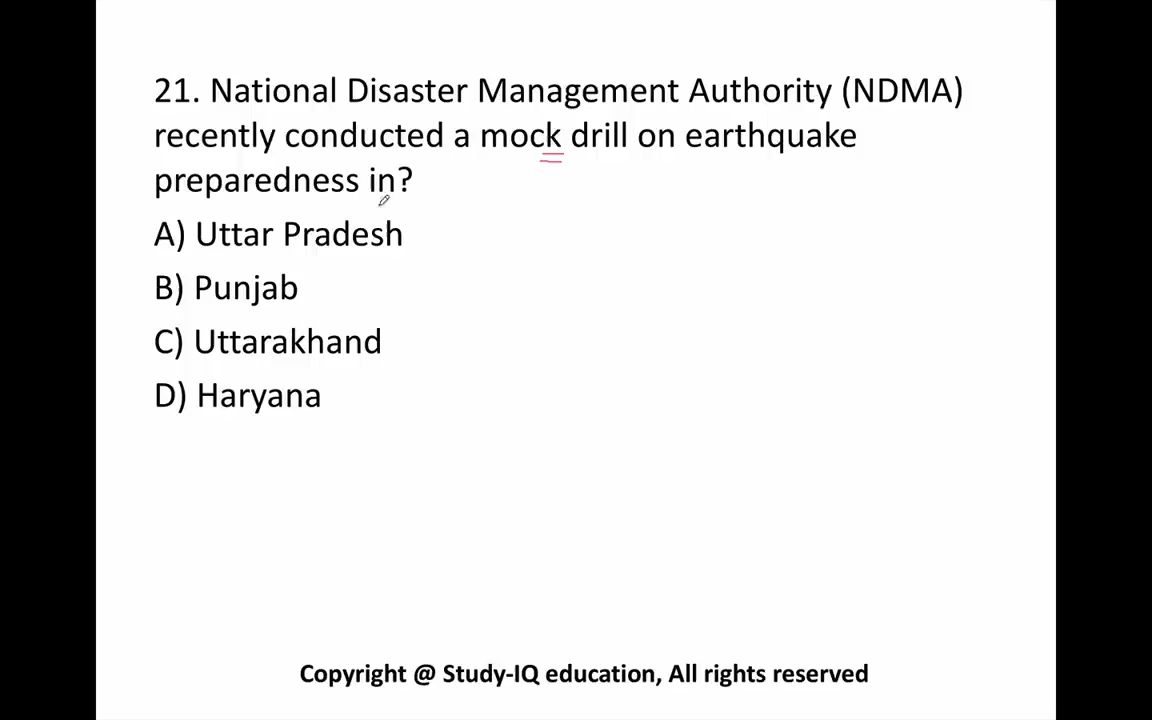 21. National Disaster Management Authority (NDMA)
recently conducted a mock drill on earthquake
preparedness in?
A) Uttar Pradesh
B) Punjab
C) Uttarakhand
D) Haryana
Copyright @ Study-IQ education, All rights reserved